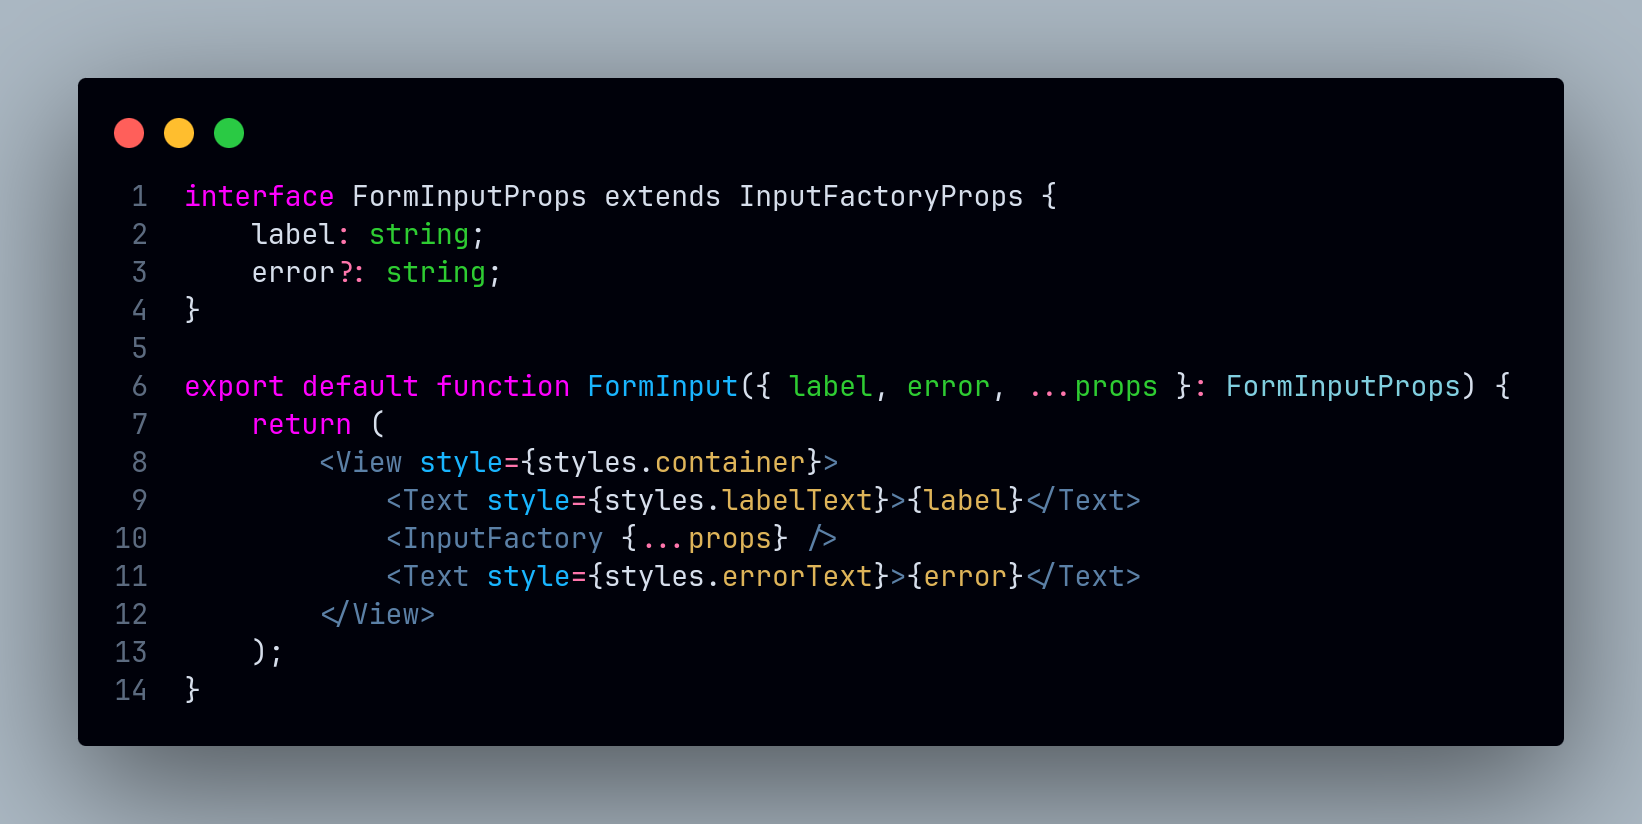 1 interface FormInputProps extends InputFactoryProps {
2     label: string;
3     error?: string;
4 }
5
6 export default function FormInput({ label, error, ...props }: FormInputProps) {
7     return (
8         <View style={styles.container}>
9             <Text style={styles.labelText}>{label}</Text>
10             <InputFactory {...props} />
11             <Text style={styles.errorText}>{error}</Text>
12         </View>
13     );
14 }